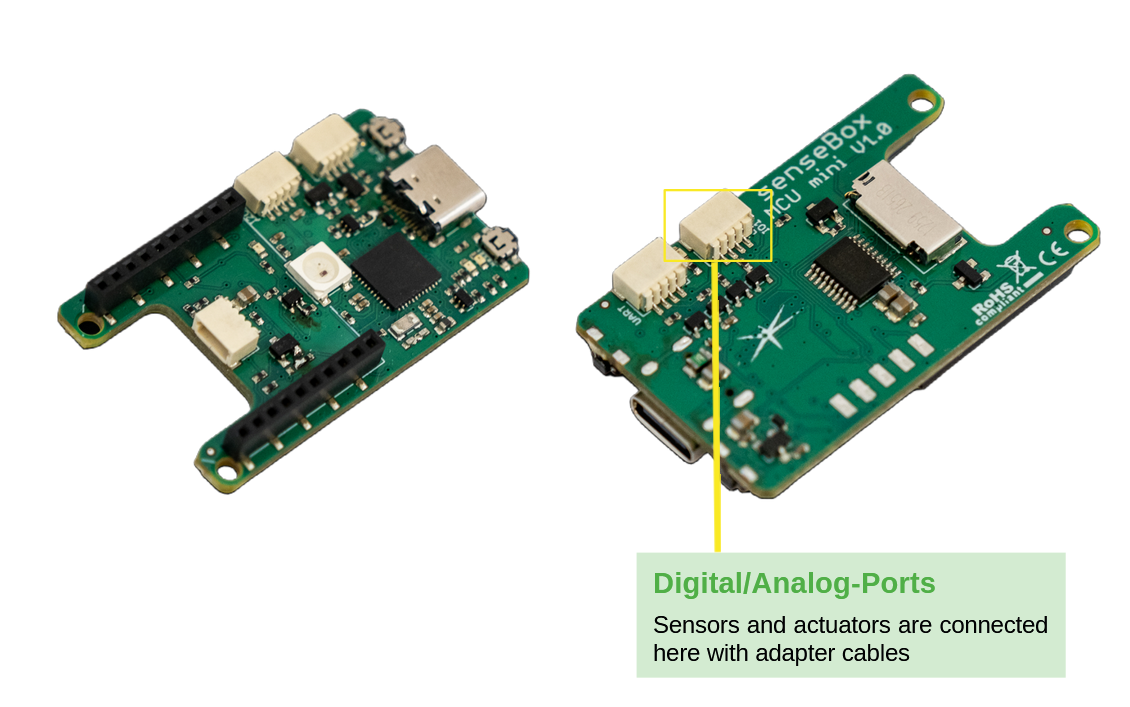 senseBox
MCU mini V1.0
IO1
UART
RoHS
compliant
CE
Digital/Analog-Ports
Sensors and actuators are connected
here with adapter cables